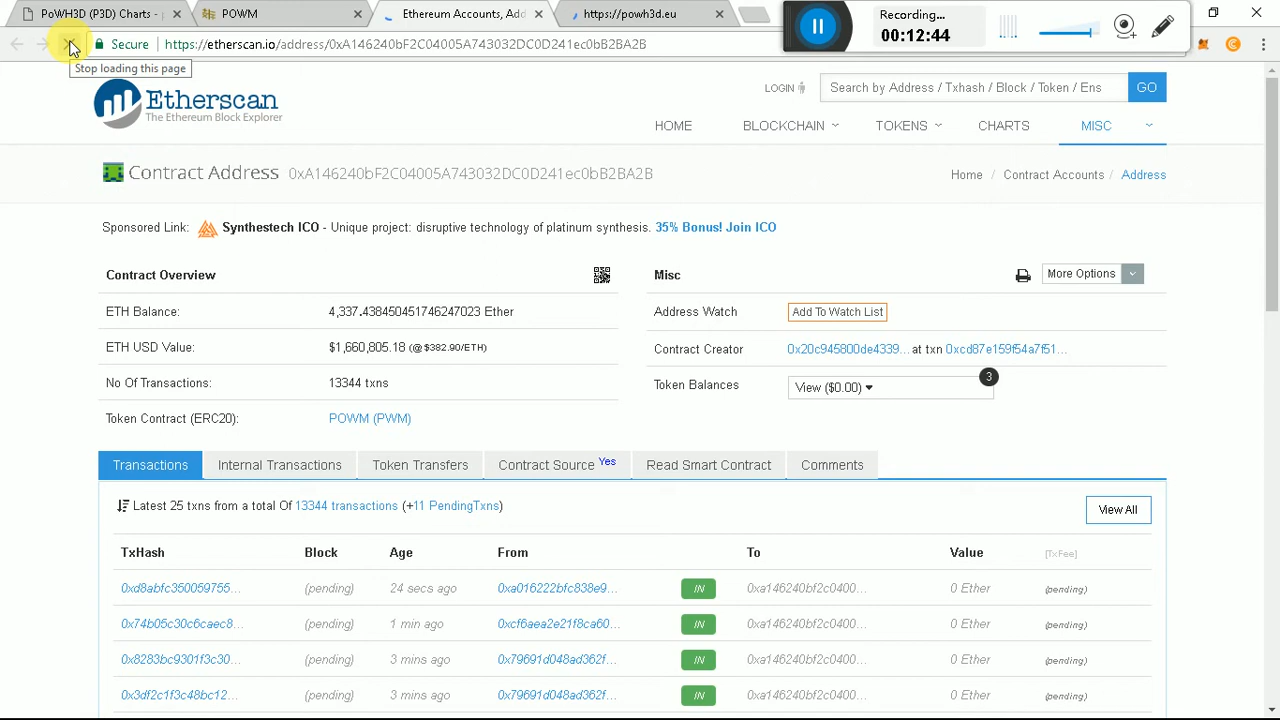 PoWH3D (P3D) Chart - p
POWM
Ethereum Accounts, Add
https://powh3d.eu
Recording...
00:12:44
Secure
https://etherscan.io/address/0xA146240bF2C04005A743032DC0D241ec0bB2BA2B
Stop loading this page
Etherscan
The Ethereum Block Explorer
LOGIN
Search by Address / Txhash / Block / Token / Ens
GO
HOME BLOCKCHAIN TOKENS CHARTS MISC
Contract Address 0xA146240bF2C04005A743032DC0D241ec0bB2BA2B
Home / Contract Accounts / Address
Sponsored Link: Synthestech ICO - Unique project: disruptive technology of platinum synthesis. 35% Bonus! Join ICO
Contract Overview
ETH Balance: 4,337.438450451746247023 Ether
ETH USD Value: $1,660,805.18 (@ $382.90/ETH)
No Of Transactions: 13344 txns
Token Contract (ERC20): POWM (PWM)
Misc
More Options
Address Watch Add To Watch List
Contract Creator 0x20c945800de4339... at txn 0xcd87e159f54a7f51...
Token Balances View ($0.00) 3
Transactions Internal Transactions Token Transfers Contract Source Yes Read Smart Contract Comments
Latest 25 txns from a total Of 13344 transactions (+11 PendingTxns)
View All
TxHash Block Age From To Value [TxFee]
0xd8abfc350059755... (pending) 24 secs ago 0xa016222bfc838e9... IN 0xa146240bf2c0400... 0 Ether (pending)
0x74b05c30c6caec8... (pending) 1 min ago 0xcf6aea2e21f8ca60... IN 0xa146240bf2c0400... 0 Ether (pending)
0x8283bc9301f3c30... (pending) 3 mins ago 0x79691d048ad362f... IN 0xa146240bf2c0400... 0 Ether (pending)
0x3df2c1f3c48bc12... (pending) 3 mins ago 0x79691d048ad362f... IN 0xa146240bf2c0400... 0 Ether (pending)